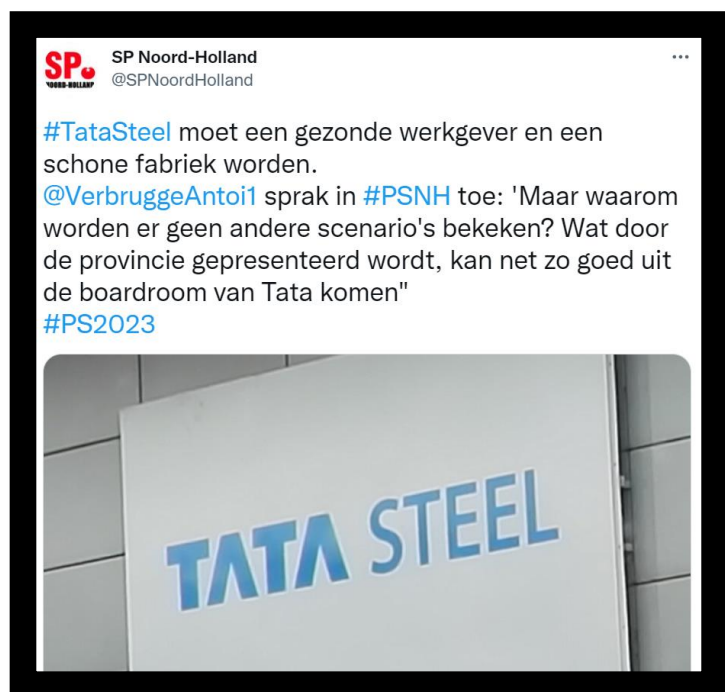 SP Noord-Holland
@SPNoordHolland
SP.
NOORD-HOLLAND
#TataSteel moet een gezonde werkgever en een
schone fabriek worden.
@VerbruggeAntoi1 sprak in #PSNH toe: 'Maar waarom
worden er geen andere scenario's bekeken? Wat door
de provincie gepresenteerd wordt, kan net zo goed uit
de boardroom van Tata komen"
#PS2023
TATA STEEL